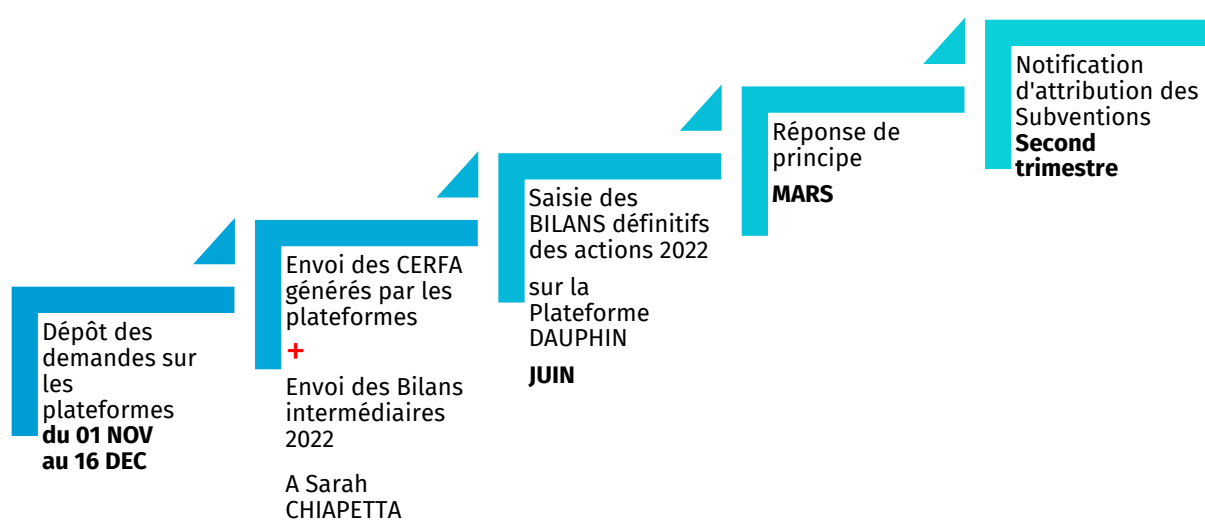 Dépôt des
demandes sur
les
plateformes
du 01 NOV
au 16 DEC
Envoi des CERFA
générés par les
plateformes
+
Envoi des Bilans
intermédiaires
2022
A Sarah
CHIAPETTA
Saisie des
BILANS définitifs
des actions 2022
sur la
Plateforme
DAUPHIN
JUIN
Réponse de
principe
MARS
Notification
d'attribution des
Subventions
Second
trimestre